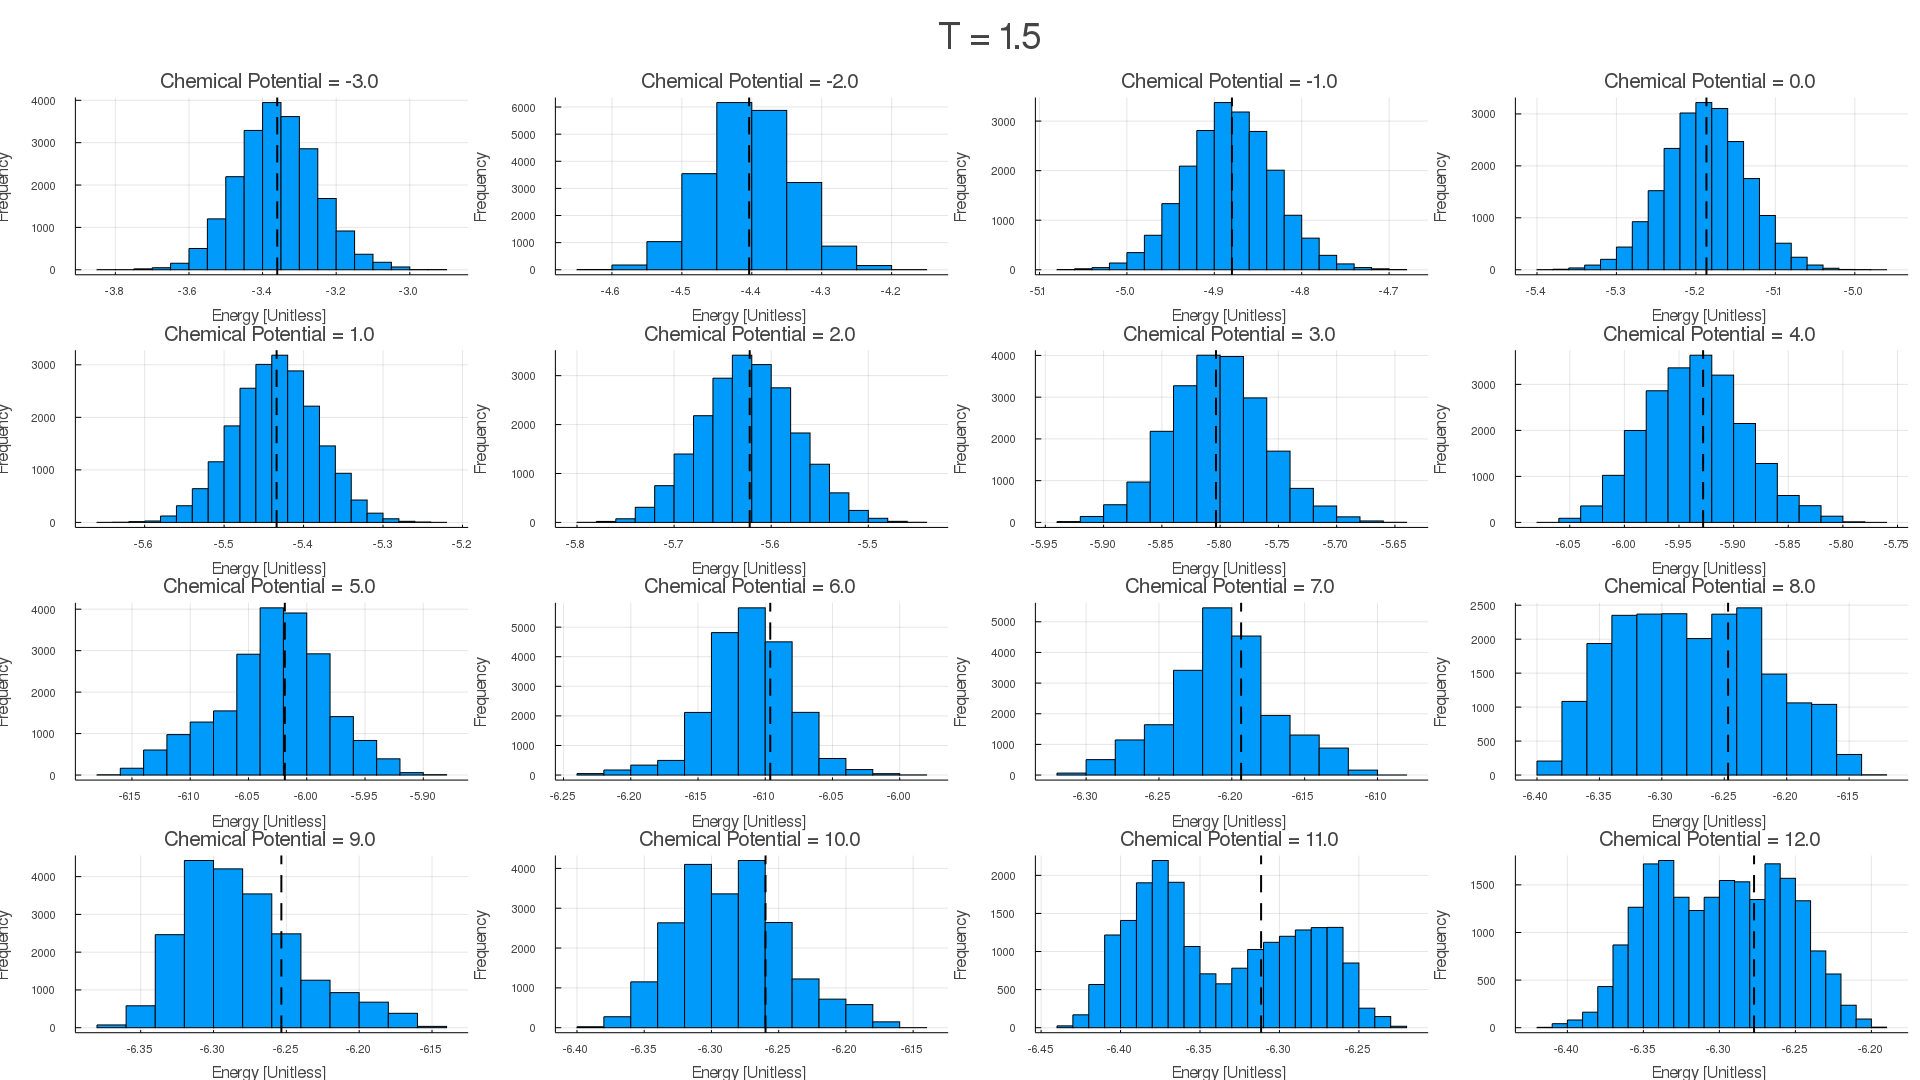 T = 1.5
Chemical Potential = -3.0
4000
3000
2000
1000
0
Frequency
-3.8 -3.6 -3.4 -3.2 -3.0
Energy [Unitless]
Chemical Potential = -2.0
6000
5000
4000
3000
2000
1000
0
Frequency
-4.6 -4.5 -4.4 -4.3 -4.2
Energy [Unitless]
Chemical Potential = -1.0
3000
2000
1000
0
Frequency
-5.1 -5.0 -4.9 -4.8 -4.7
Energy [Unitless]
Chemical Potential = 0.0
3000
2000
1000
0
Frequency
-5.4 -5.3 -5.2 -5.1 -5.0
Energy [Unitless]
Chemical Potential = 1.0
3000
2000
1000
0
Frequency
-5.6 -5.5 -5.4 -5.3 -5.2
Energy [Unitless]
Chemical Potential = 2.0
3000
2000
1000
0
Frequency
-5.8 -5.7 -5.6 -5.5
Energy [Unitless]
Chemical Potential = 3.0
4000
3000
2000
1000
0
Frequency
-5.95 -5.90 -5.85 -5.80 -5.75 -5.70 -5.65
Energy [Unitless]
Chemical Potential = 4.0
3000
2000
1000
0
Frequency
-6.05 -6.00 -5.95 -5.90 -5.85 -5.80 -5.75
Energy [Unitless]
Chemical Potential = 5.0
4000
3000
2000
1000
0
Frequency
-6.15 -6.10 -6.05 -6.00 -5.95 -5.90
Energy [Unitless]
Chemical Potential = 6.0
5000
4000
3000
2000
1000
0
Frequency
-6.25 -6.20 -6.15 -6.10 -6.05 -6.00
Energy [Unitless]
Chemical Potential = 7.0
5000
4000
3000
2000
1000
0
Frequency
-6.30 -6.25 -6.20 -6.15 -6.10
Energy [Unitless]
Chemical Potential = 8.0
2500
2000
1500
1000
500
0
Frequency
-6.40 -6.35 -6.30 -6.25 -6.20 -6.15
Energy [Unitless]
Chemical Potential = 9.0
4000
3000
2000
1000
0
Frequency
-6.35 -6.30 -6.25 -6.20 -6.15
Energy [Unitless]
Chemical Potential = 10.0
4000
3000
2000
1000
0
Frequency
-6.40 -6.35 -6.30 -6.25 -6.20 -6.15
Energy [Unitless]
Chemical Potential = 11.0
2000
1500
1000
500
0
Frequency
-6.45 -6.40 -6.35 -6.30 -6.25
Energy [Unitless]
Chemical Potential = 12.0
1500
1000
500
0
Frequency
-6.40 -6.35 -6.30 -6.25 -6.20
Energy [Unitless]